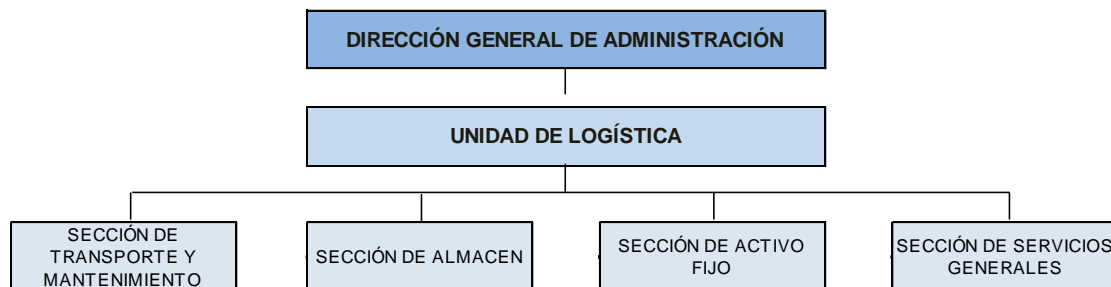 DIRECCIÓN GENERAL DE ADMINISTRACIÓN
UNIDAD DE LOGÍSTICA
SECCIÓN DE
TRANSPORTE Y
MANTENIMIENTO
SECCIÓN DE ALMACEN
SECCIÓN DE ACTIVO
FIJO
SECCIÓN DE SERVICIOS
GENERALES